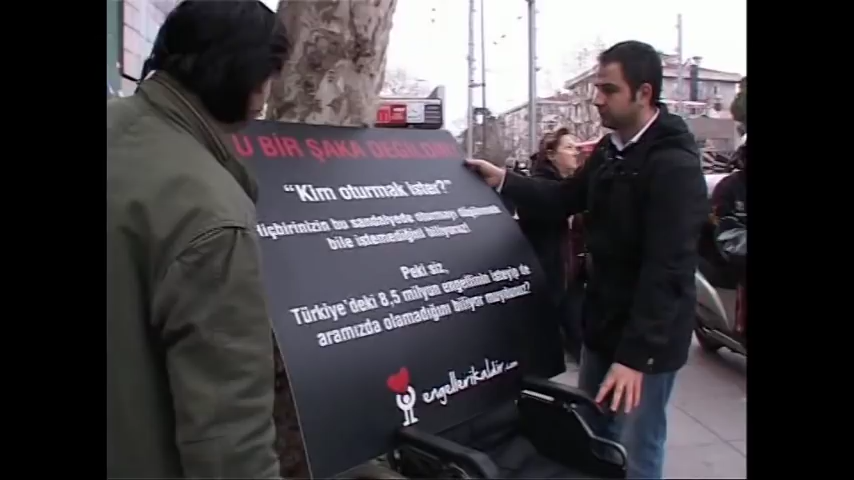 U BİR ŞAKA DEĞİLDİR!
“Kim oturmak ister?”
Hiçbirinizin bu sandalyede oturmayı düşünmek
bile istemediğini biliyoruz!
Peki siz,
Türkiye'deki 8,5 milyon engellinin isteyip de
aramızda olamadığını biliyor muydunuz?
engellerikaldir.com